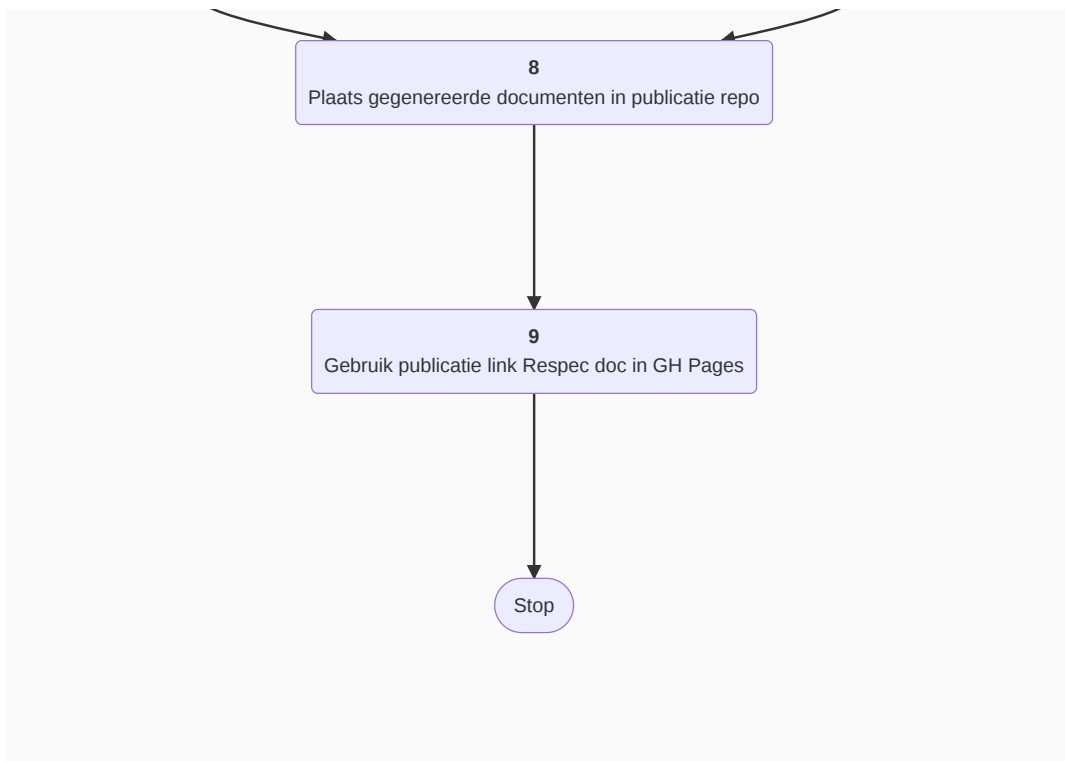 8
Plaats gegenereerde documenten in publicatie repo
9
Gebruik publicatie link Respec doc in GH Pages
Stop